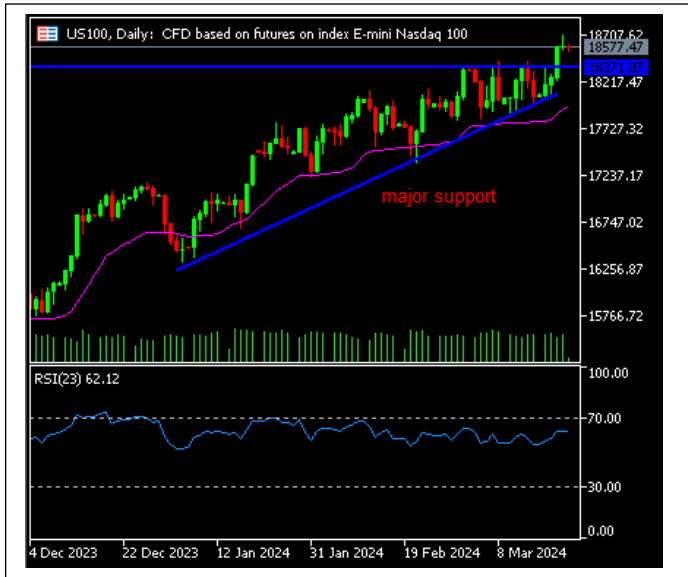 US100, Daily: CFD based on futures on index E-mini Nasdaq 100
18707.62
18577.47
18371.07
18217.47
17727.32
17237.17
major support
16747.02
16256.87
15766.72
RSI(23) 62.12
100.00
70.00
30.00
0.00
4 Dec 2023
22 Dec 2023
12 Jan 2024
31 Jan 2024
19 Feb 2024
8 Mar 2024